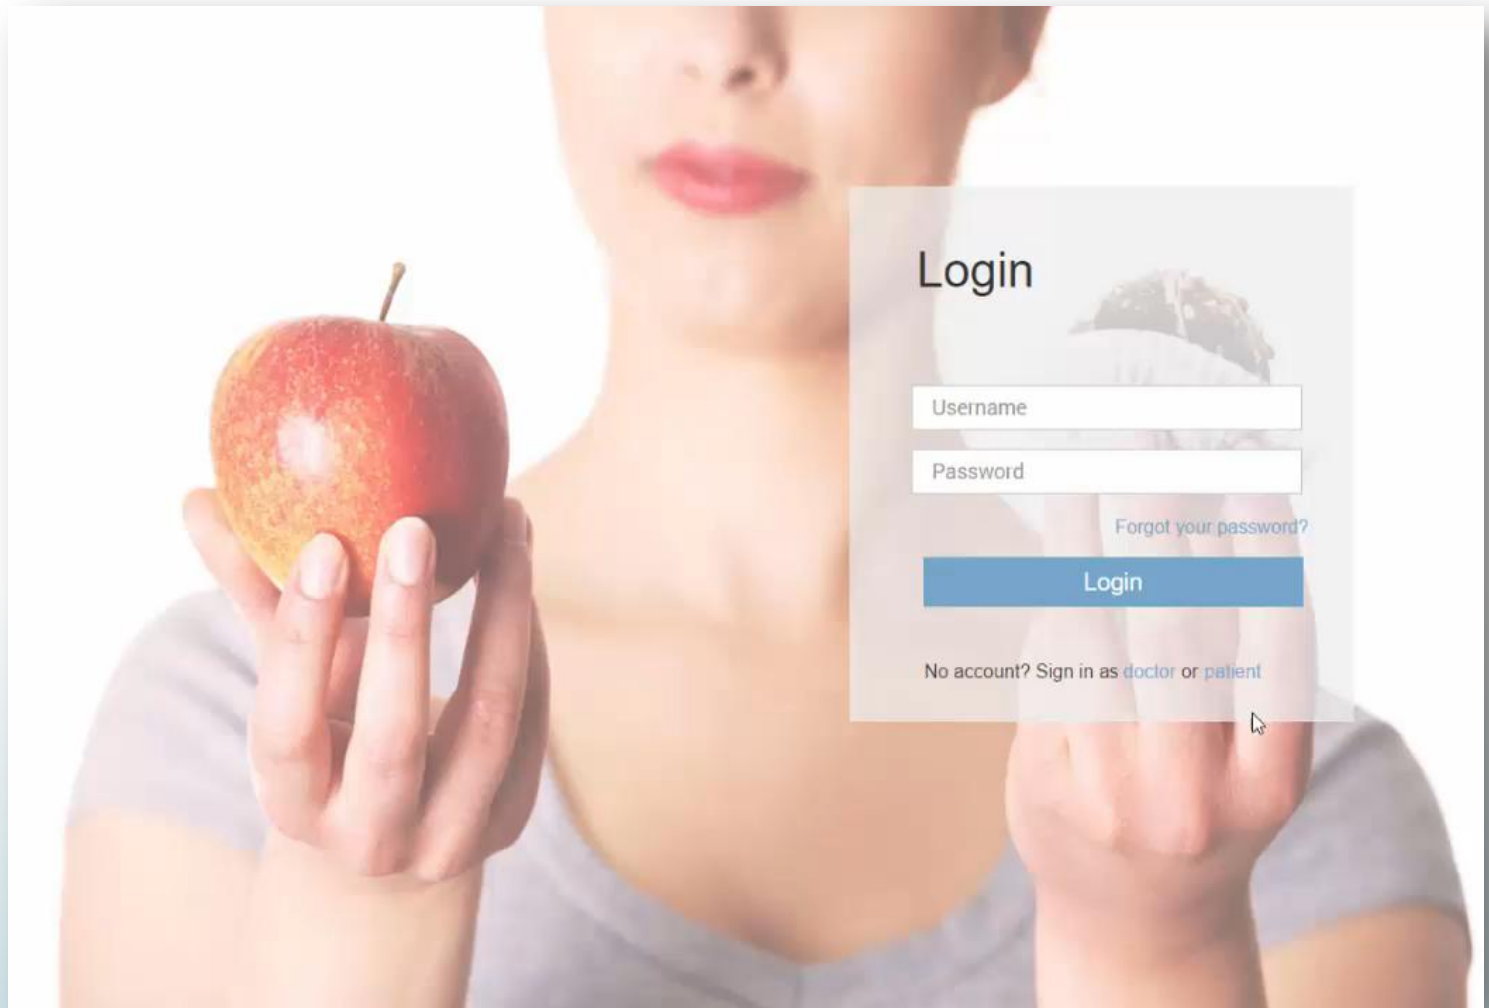 Login
Username
Password
Forgot your password?
Login
No account? Sign in as doctor or patient